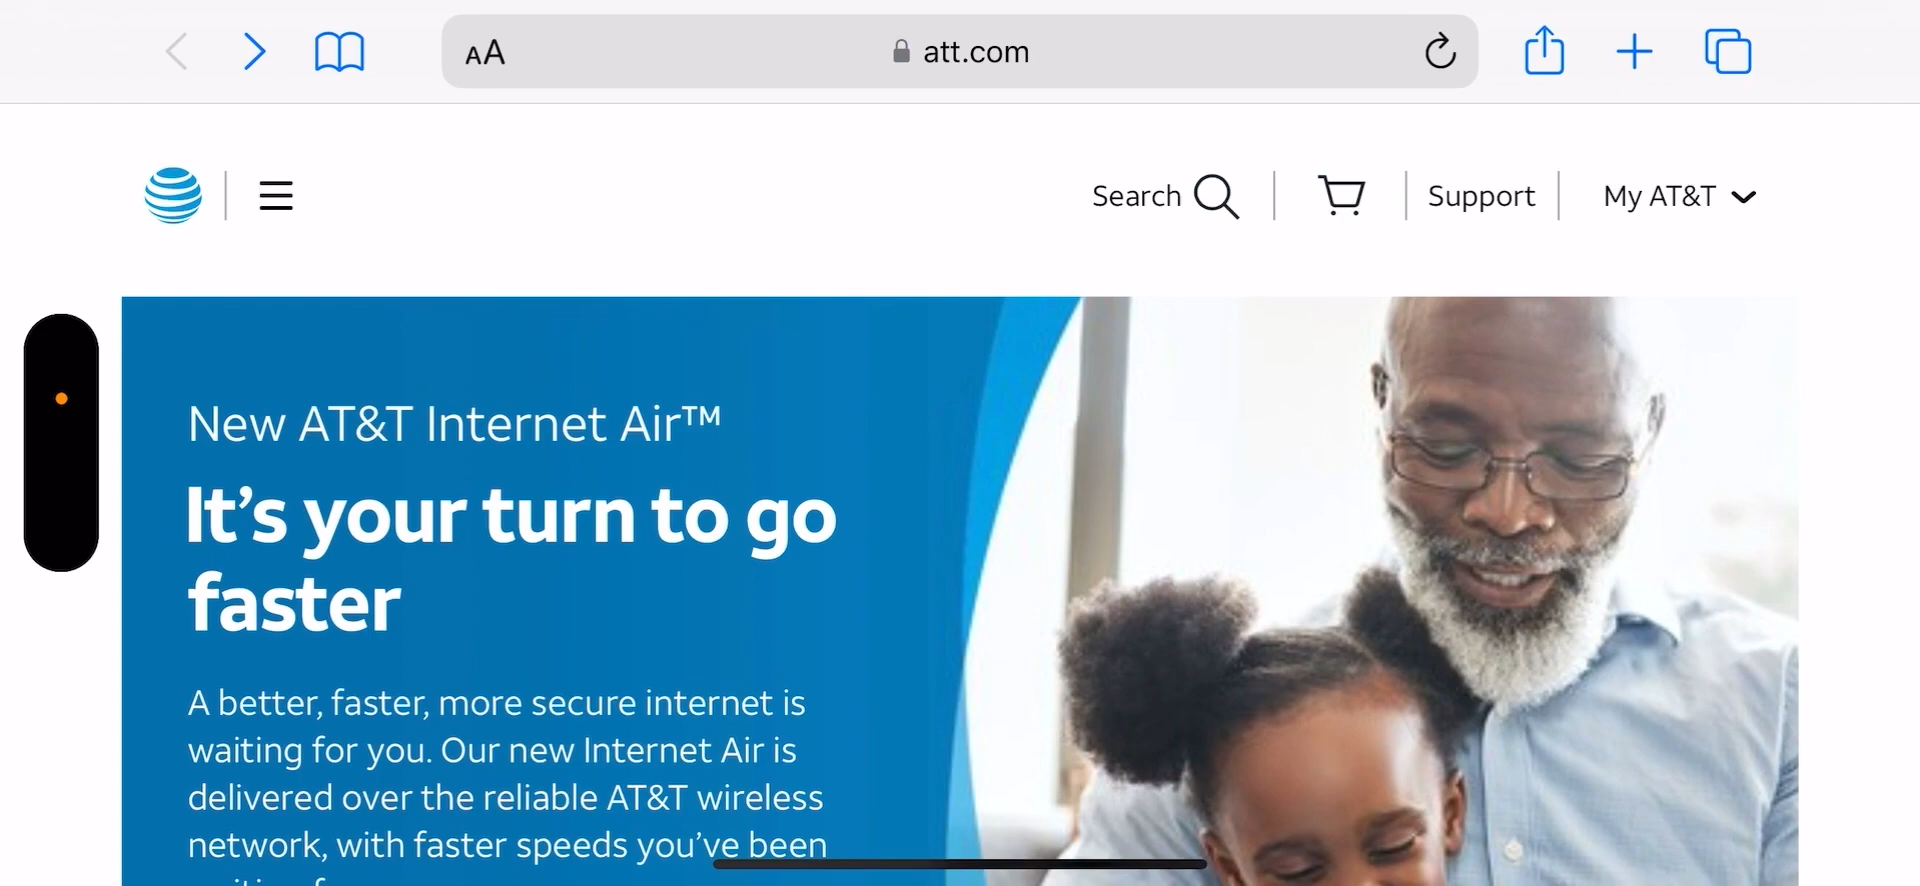 AA
att.com
Search
Support
My AT&T
New AT&T Internet Air™
It’s your turn to go
faster
A better, faster, more secure internet is
waiting for you. Our new Internet Air is
delivered over the reliable AT&T wireless
network, with faster speeds you’ve been